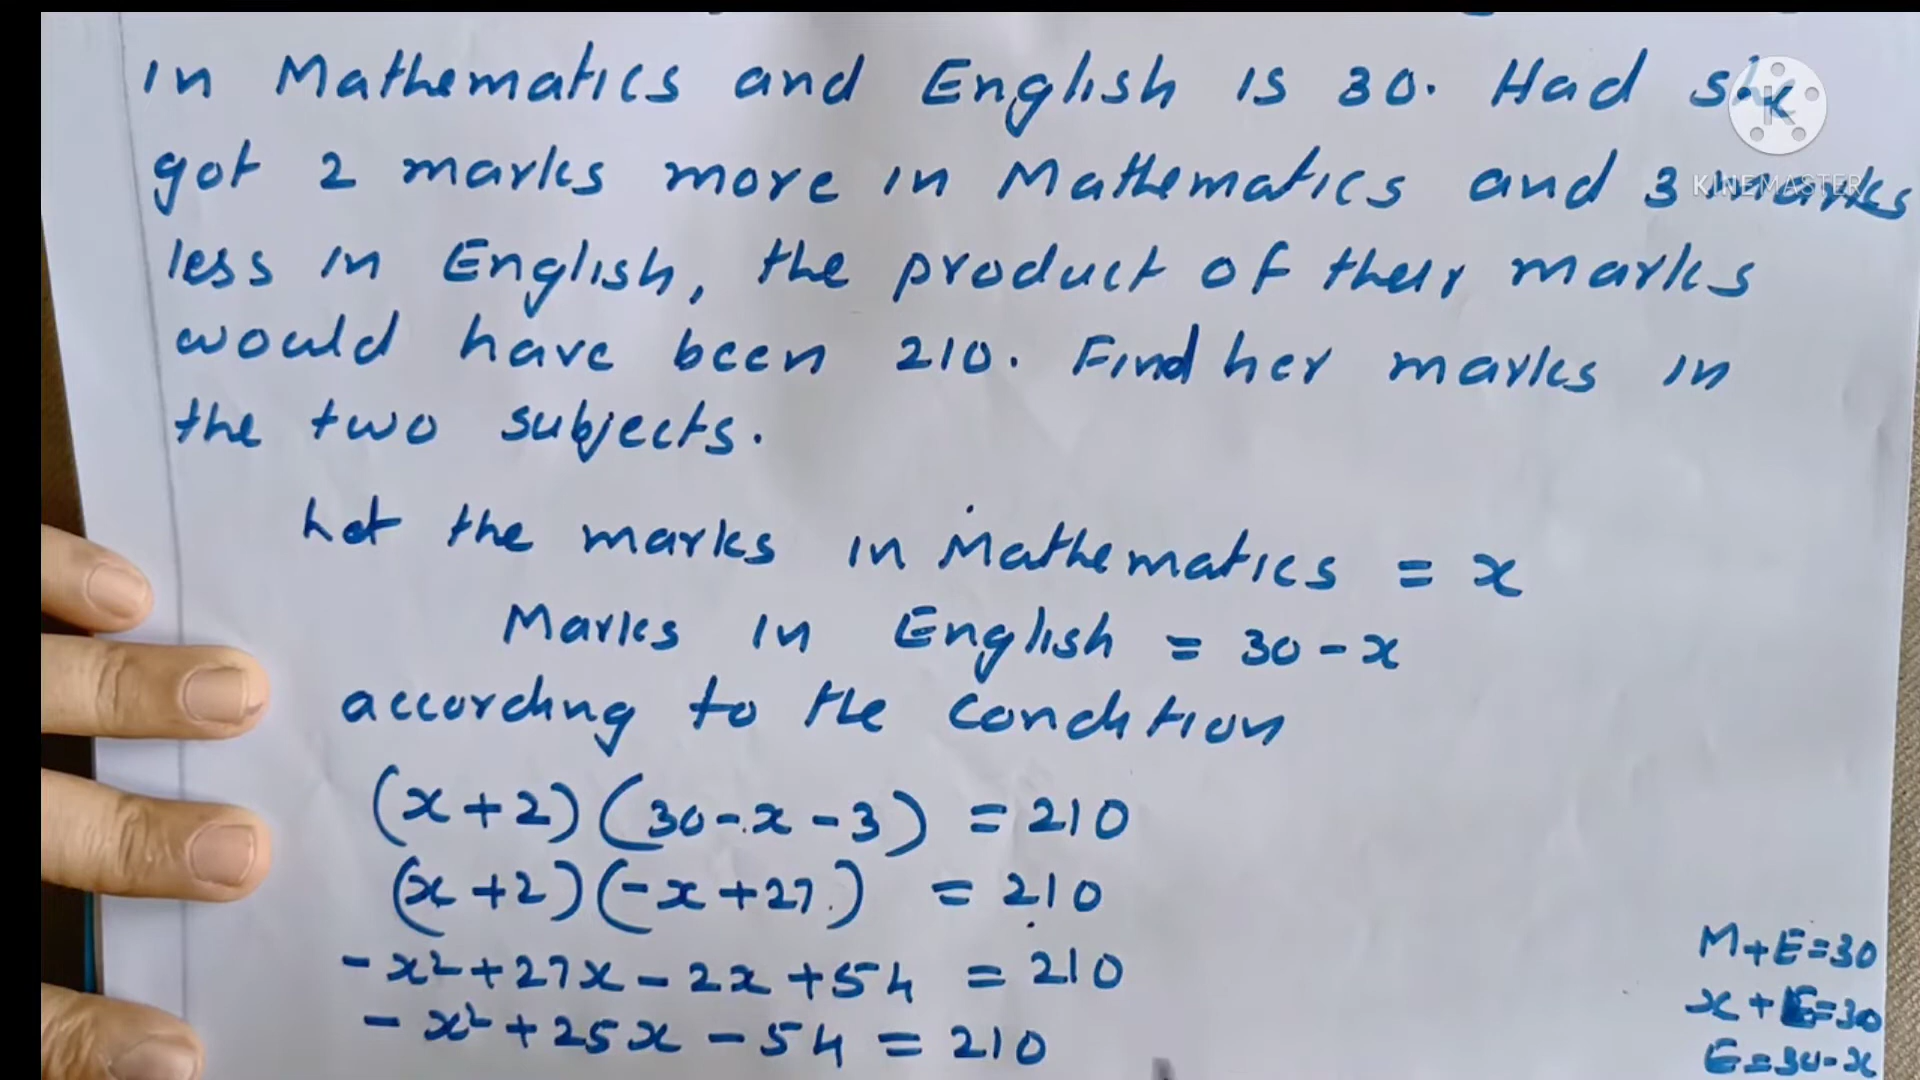 in Mathematics and English is 30. Had she
got 2 marks more in Mathematics and 3 marks
less in English, the product of their marks
would have been 210. Find her marks in
the two subjects.
Let the marks in Mathematics = x
Marks in English = 30 - x
according to the condition
(x+2)(30-x-3) = 210
(x+2)(-x+27) = 210
-x²+27x-2x+54 = 210
-x²+25x-54 = 210
M+E=30
x+E=30
E=30-x
K
KINEMASTER